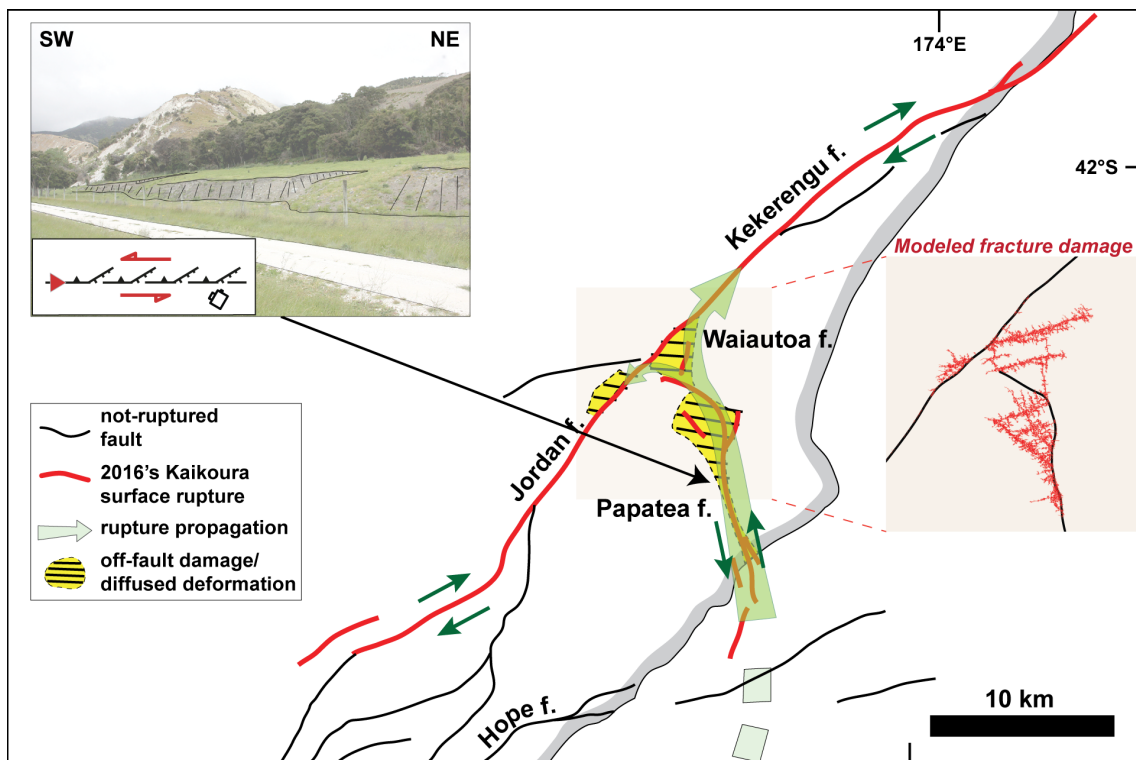 SW
NE
174°E
42°S
Kekerengu f.
Modeled fracture damage
Waiautoa f.
Jordan f.
Papatea f.
not-ruptured
fault
2016's Kaikoura
surface rupture
rupture propagation
off-fault damage/
diffused deformation
Hope f.
10 km